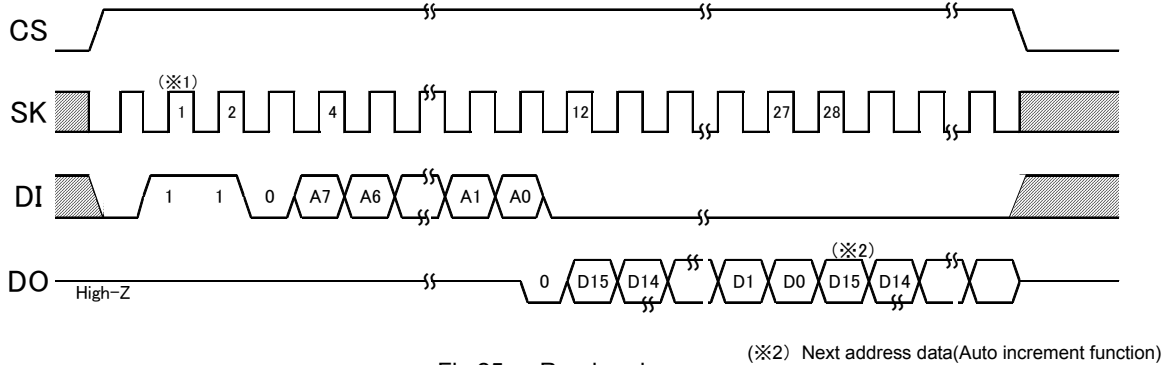 CS
(※1)
SK 1 2 4 12 27 28
DI 1 1 0 A7 A6 A1 A0
(※2)
DO High-Z 0 D15 D14 D1 D0 D15 D14
(※2) Next address data(Auto increment function)